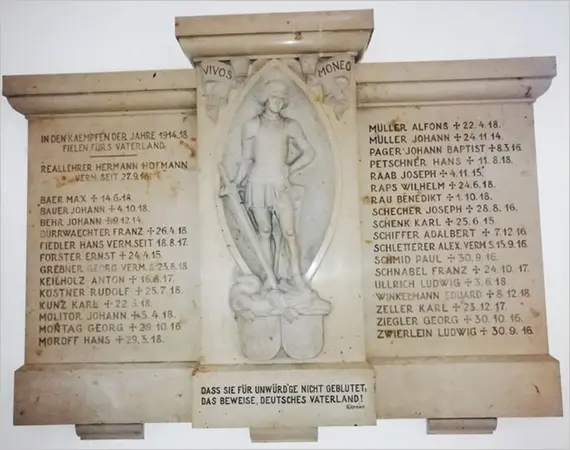 VIVOS MONEO
IN DEN KAEMPFEN DER JAHRE 1914.18
FIELEN FÜRS VATERLAND.
REALLEHRER HERMANN HOFMANN
VERM. SEIT 27.9.18
BAER MAX + 14.6.18
BAUER JOHANN + 4.10.18
BEHR JOHANN + 9.12.14
DÜRRWAECHTER FRANZ + 26.4.18
FIEDLER HANS VERM. SEIT 18.8.17
FORSTER ERNST + 24.4.15
GREBNER GEORG VERM. S. 23.8.18
KEILHOLZ ANTON + 16.8.17
KÖSTNER RUDOLF + 25.7.18
KUNZ KARL + 22.3.18
MOLITOR JOHANN + 5.4.18
MONTAG GEORG + 28.10.16
MOROFF HANS + 29.3.18.
MÜLLER ALFONS + 22.4.18.
MÜLLER JOHANN + 24.11.14.
PAGER JOHANN BAPTIST + 8.3.16
PETSCHNER HANS + 11.8.18
RAAB JOSEPH + 4.11.15
RAPS WILHELM + 24.6.18
RAU BENEDIKT + 1.10.18
SCHECHER JOSEPH + 28.8.16.
SCHENK KARL + 25.6.15
SCHIFFER ADALBERT + 7.12.16
SCHLETTERER ALEX. VERM. S. 15.9.16.
SCHMID PAUL + 30.9.16
SCHNABEL FRANZ + 24.10.17
ULLRICH LUDWIG + 3.6.18
WINKELMANN EDUARD + 8.12.18
ZELLER KARL + 23.12.17
ZIEGLER GEORG + 30.10.16.
ZWIERLEIN LUDWIG + 30.9.16
DASS SIE FÜR UNWÜRD'GE NICHT GEBLUTET,
DAS BEWEISE, DEUTSCHES VATERLAND!
Körner